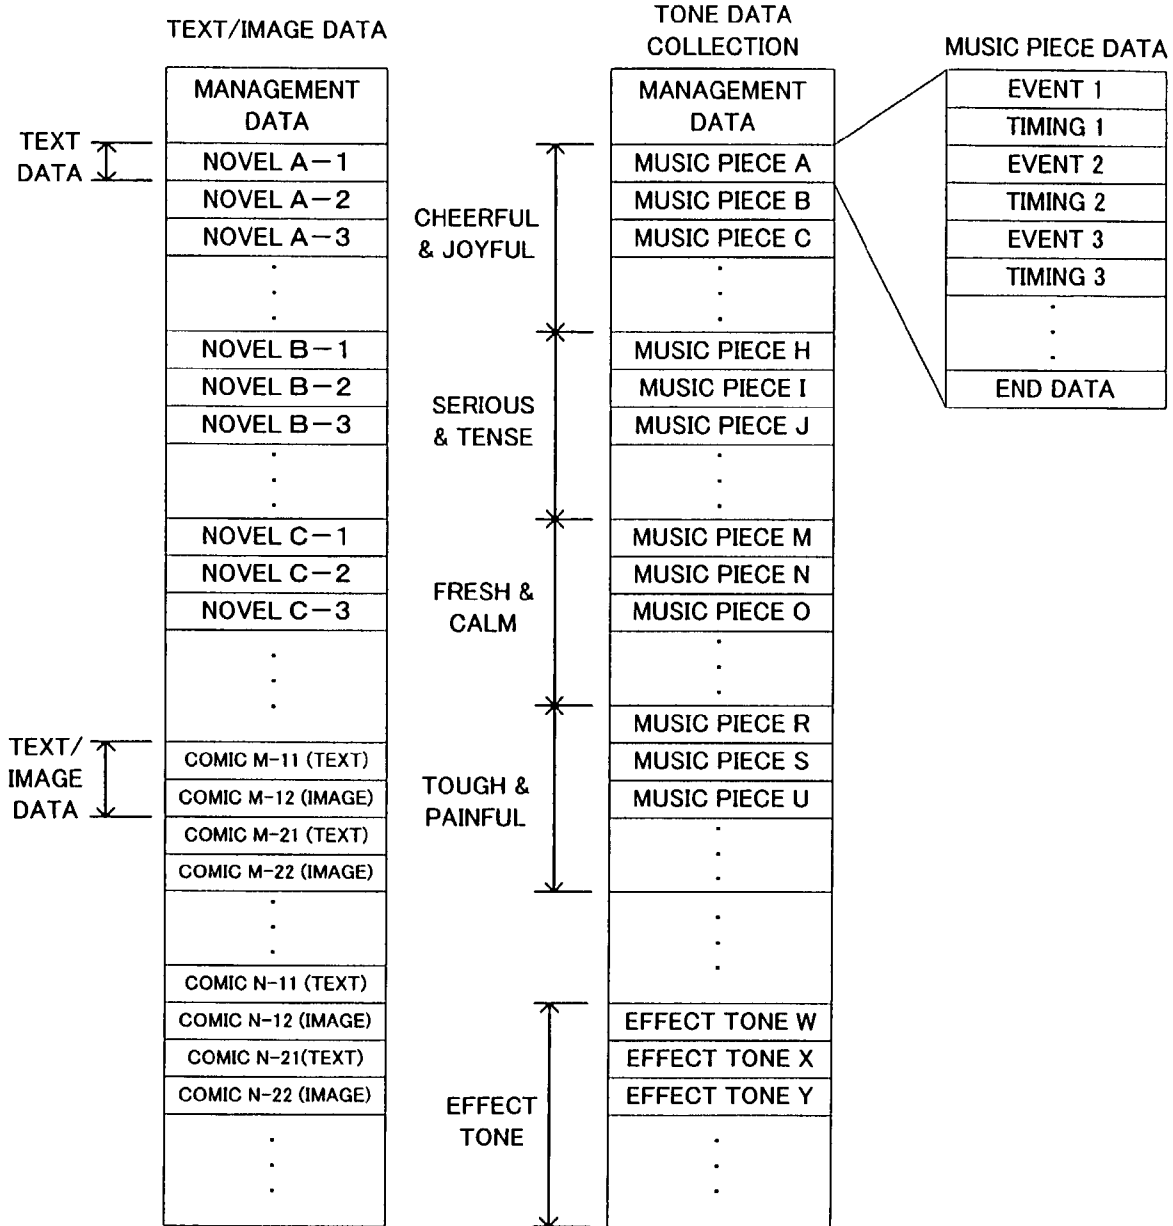 TEXT/IMAGE DATA
MANAGEMENT
DATA
TEXT
DATA
NOVEL A-1
NOVEL A-2
NOVEL A-3
NOVEL B-1
NOVEL B-2
NOVEL B-3
NOVEL C-1
NOVEL C-2
NOVEL C-3
TEXT/
IMAGE
DATA
COMIC M-11 (TEXT)
COMIC M-12 (IMAGE)
COMIC M-21 (TEXT)
COMIC M-22 (IMAGE)
COMIC N-11 (TEXT)
COMIC N-12 (IMAGE)
COMIC N-21(TEXT)
COMIC N-22 (IMAGE)
TONE DATA
COLLECTION
MANAGEMENT
DATA
CHEERFUL
& JOYFUL
MUSIC PIECE A
MUSIC PIECE B
MUSIC PIECE C
SERIOUS
& TENSE
MUSIC PIECE H
MUSIC PIECE I
MUSIC PIECE J
FRESH &
CALM
MUSIC PIECE M
MUSIC PIECE N
MUSIC PIECE O
TOUGH &
PAINFUL
MUSIC PIECE R
MUSIC PIECE S
MUSIC PIECE U
EFFECT
TONE
EFFECT TONE W
EFFECT TONE X
EFFECT TONE Y
MUSIC PIECE DATA
EVENT 1
TIMING 1
EVENT 2
TIMING 2
EVENT 3
TIMING 3
END DATA